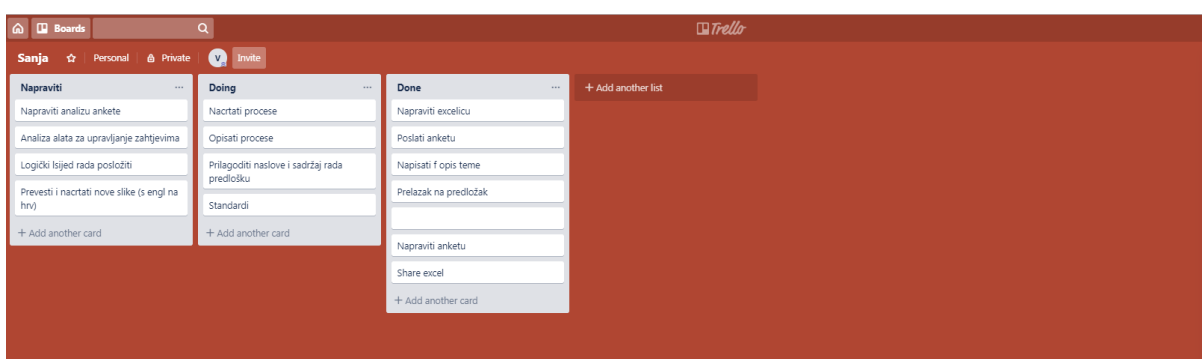 Boards
Trello
Sanja
Personal
Private
V
Invite
Napraviti
...
Napraviti analizu ankete
Analiza alata za upravljanje zahtjevima
Logički lsijed rada posložiti
Prevesti i nacrtati nove slike (s engl na
hrv)
+ Add another card
Doing
...
Nacrtati procese
Opisati procese
Prilagoditi naslove i sadržaj rada
predlošku
Standardi
+ Add another card
Done
...
Napraviti excelicu
Poslati anketu
Napisati f opis teme
Prelazak na predložak
Napraviti anketu
Share excel
+ Add another card
+ Add another list